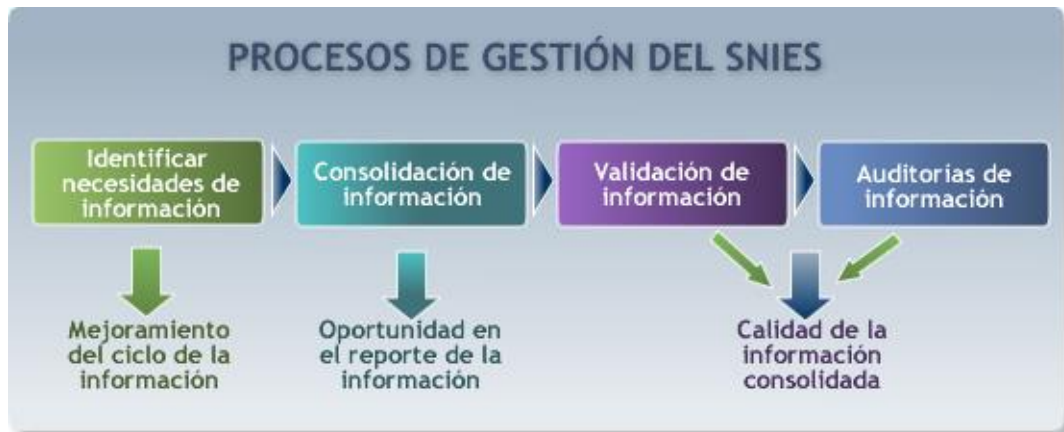 PROCESOS DE GESTIÓN DEL SNIES
Identificar
necesidades de
información
Consolidación de
información
Validación de
información
Auditorías de
información
Mejoramiento
del ciclo de la
información
Oportunidad en
el reporte de la
información
Calidad de la
información
consolidada